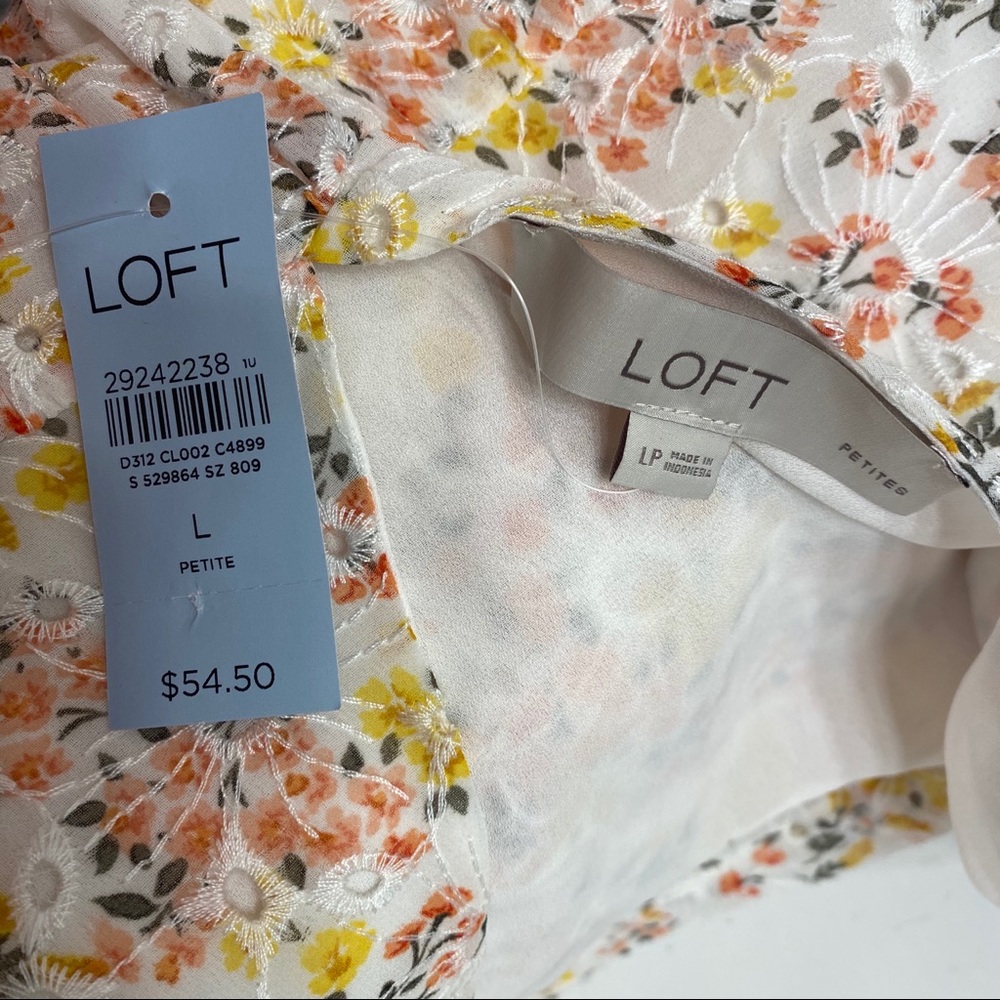 LOFT
29242238 1U
D312 CL002 C4899
S 529864 SZ 809
L
PETITE
$54.50
LOFT
PETITES
LP MADE IN
INDONESIA